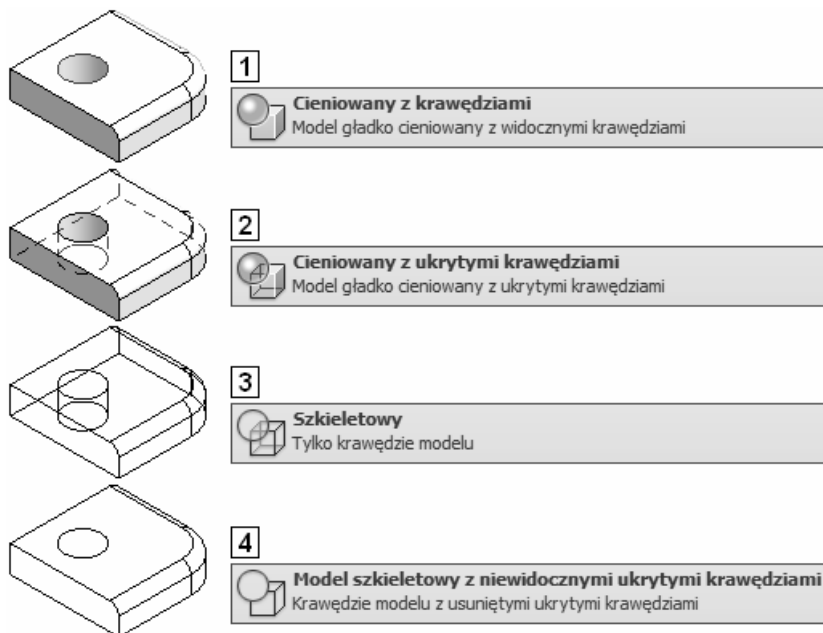 1
Cieniowany z krawędziami
Model gładko cieniowany z widocznymi krawędziami
2
Cieniowany z ukrytymi krawędziami
Model gładko cieniowany z ukrytymi krawędziami
3
Szkieletowy
Tylko krawędzie modelu
4
Model szkieletowy z niewidocznymi ukrytymi krawędziami
Krawędzie modelu z usuniętymi ukrytymi krawędziami